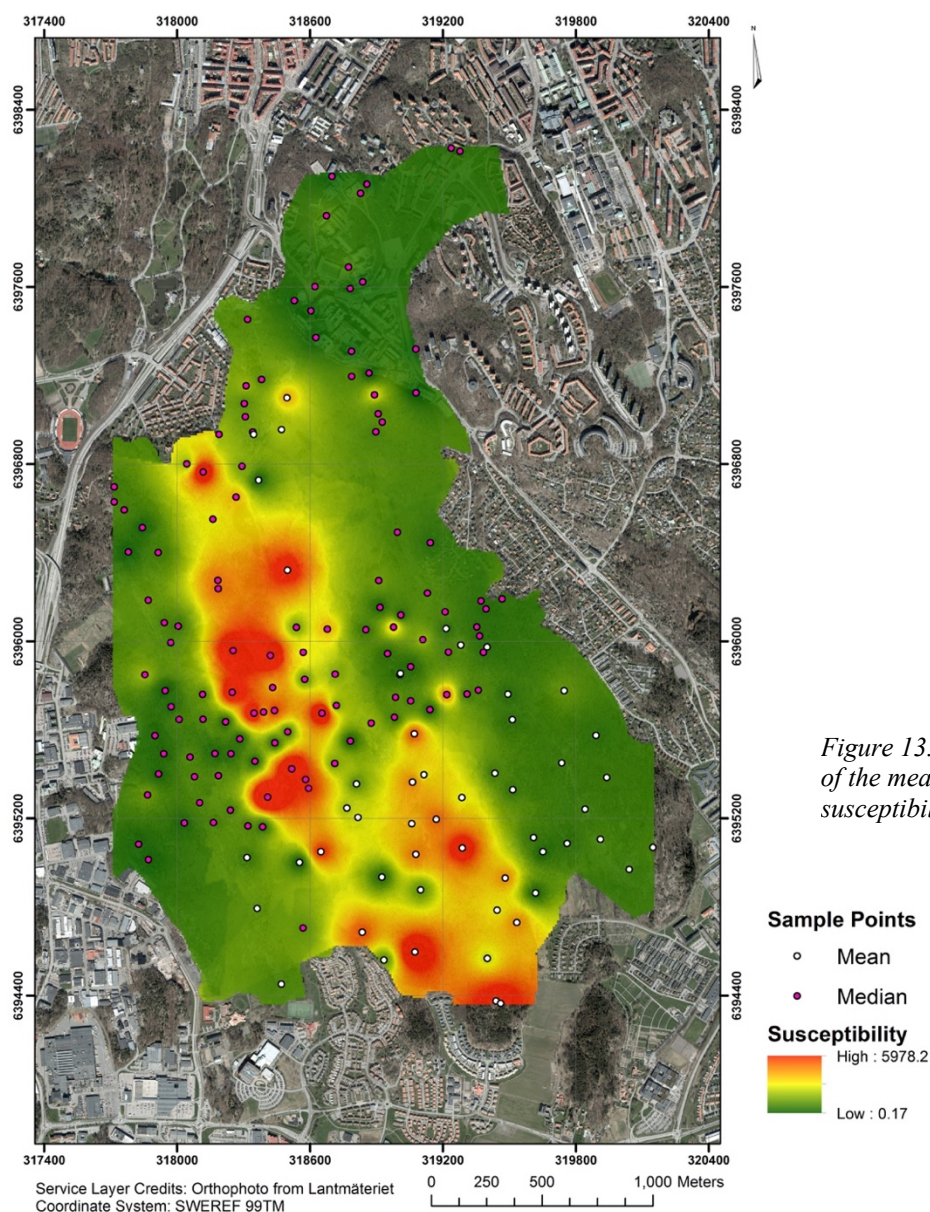 317400 318000 318600 319200 319800 320400
N
6398400 6398400
6397600 6397600
6396800 6396800
6396000 6396000
6395200 6395200
6394400 6394400
317400 318000 318600 319200 319800 320400
Figure 13.
of the mea
susceptibil
Sample Points
Mean
Median
Susceptibility
High : 5978.2
Low : 0.17
Service Layer Credits: Orthophoto from Lantmäteriet
Coordinate System: SWEREF 99TM
0 250 500 1,000 Meters